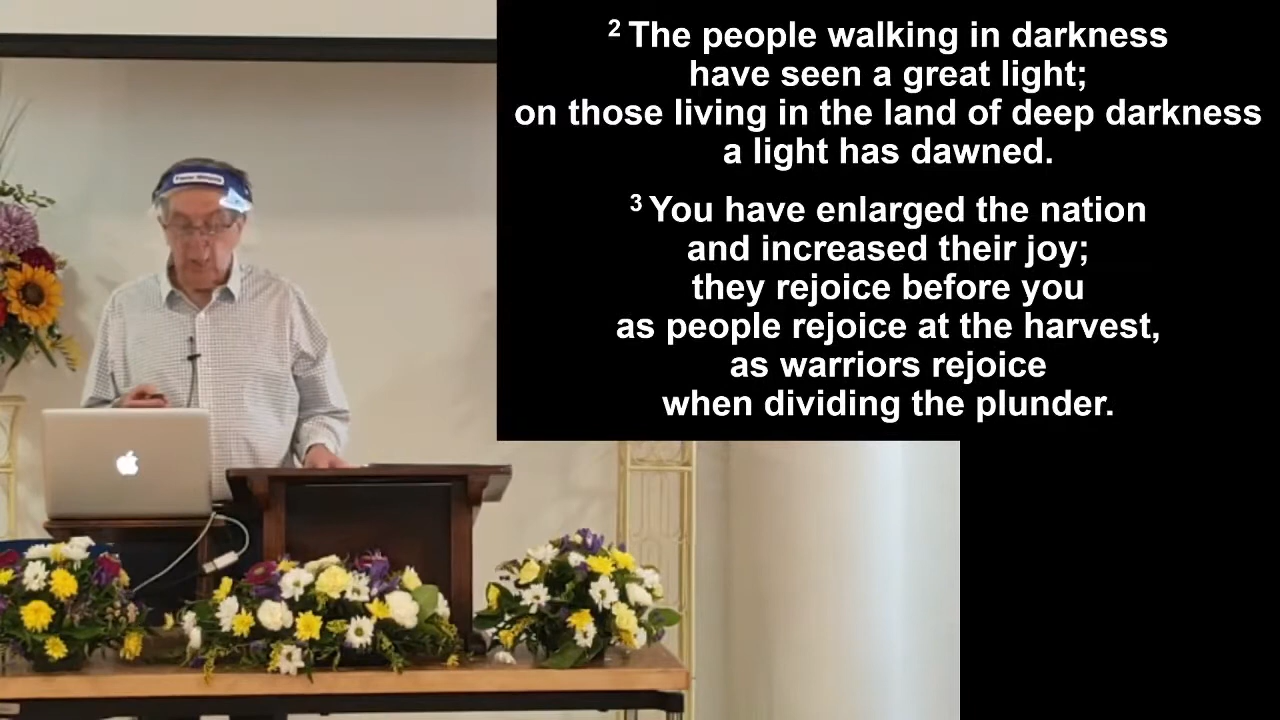 2 The people walking in darkness
have seen a great light;
on those living in the land of deep darkness
a light has dawned.
3 You have enlarged the nation
and increased their joy;
they rejoice before you
as people rejoice at the harvest,
as warriors rejoice
when dividing the plunder.